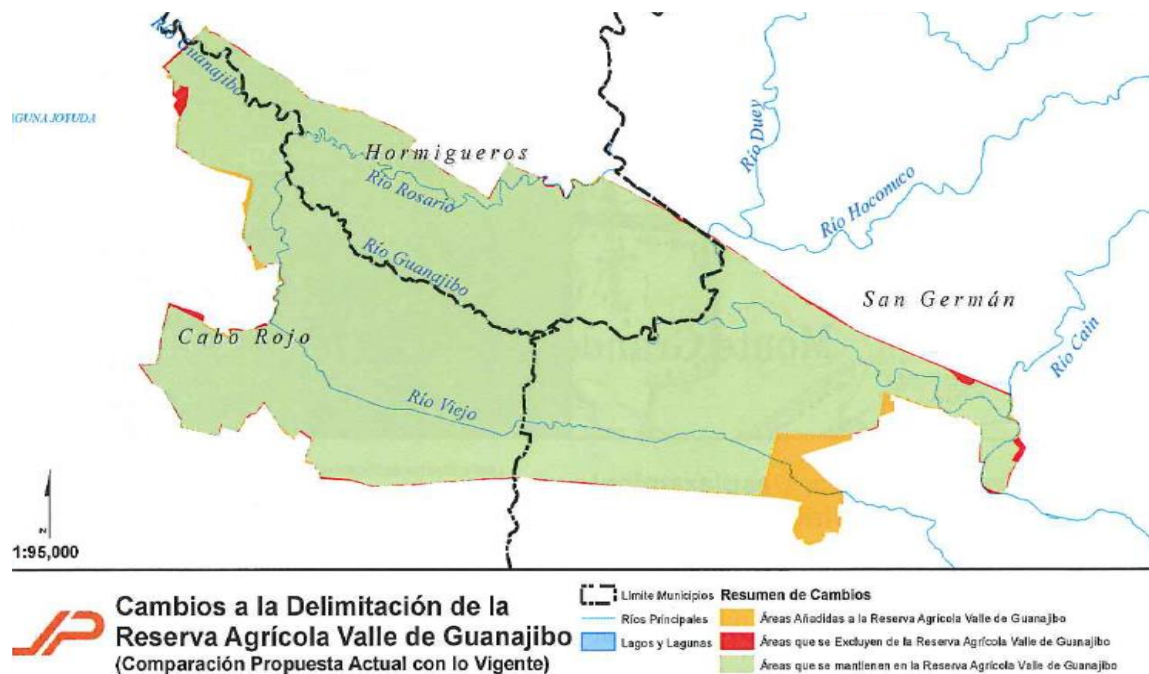 Río Guanajibo
GUNA JOYUDA
Hormigueros
Río Rosario
Río Duey
Río Hoconuco
Río Guanajibo
San Germán
Río Cain
Cabo Rojo
Río Viejo
N
1:95,000
Cambios a la Delimitación de la
Reserva Agrícola Valle de Guanajibo
(Comparación Propuesta Actual con lo Vigente)
Límite Municipios
Ríos Principales
Lagos y Lagunas
Resumen de Cambios
Áreas Añadidas a la Reserva Agrícola Valle de Guanajibo
Áreas que se Excluyen de la Reserva Agrícola Valle de Guanajibo
Áreas que se mantienen en la Reserva Agrícola Valle de Guanajibo